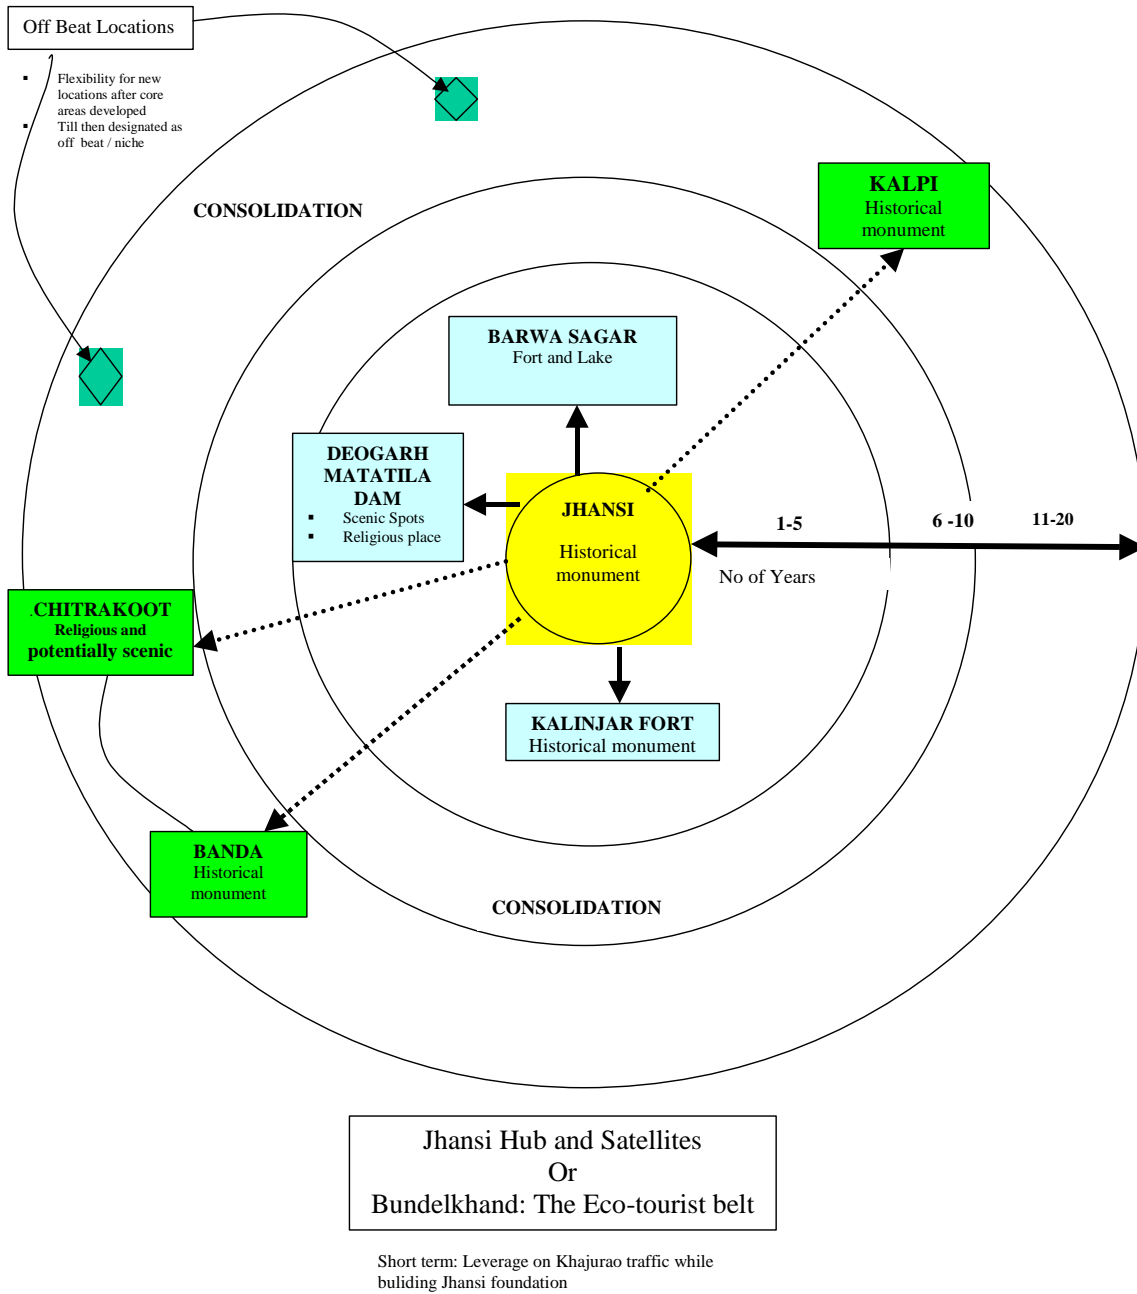 Off Beat Locations
▪ Flexibility for new
locations after core
areas developed
▪ Till then designated as
off beat / niche
CONSOLIDATION
KALPI
Historical
monument
BARWA SAGAR
Fort and Lake
DEOGARH
MATATILA
DAM
▪ Scenic Spots
▪ Religious place
JHANSI
Historical
monument
1-5
6 -10
11-20
No of Years
.CHITRAKOOT
Religious and
potentially scenic
KALINJAR FORT
Historical monument
BANDA
Historical
monument
CONSOLIDATION
Jhansi Hub and Satellites
Or
Bundelkhand: The Eco-tourist belt
Short term: Leverage on Khajurao traffic while
buliding Jhansi foundation